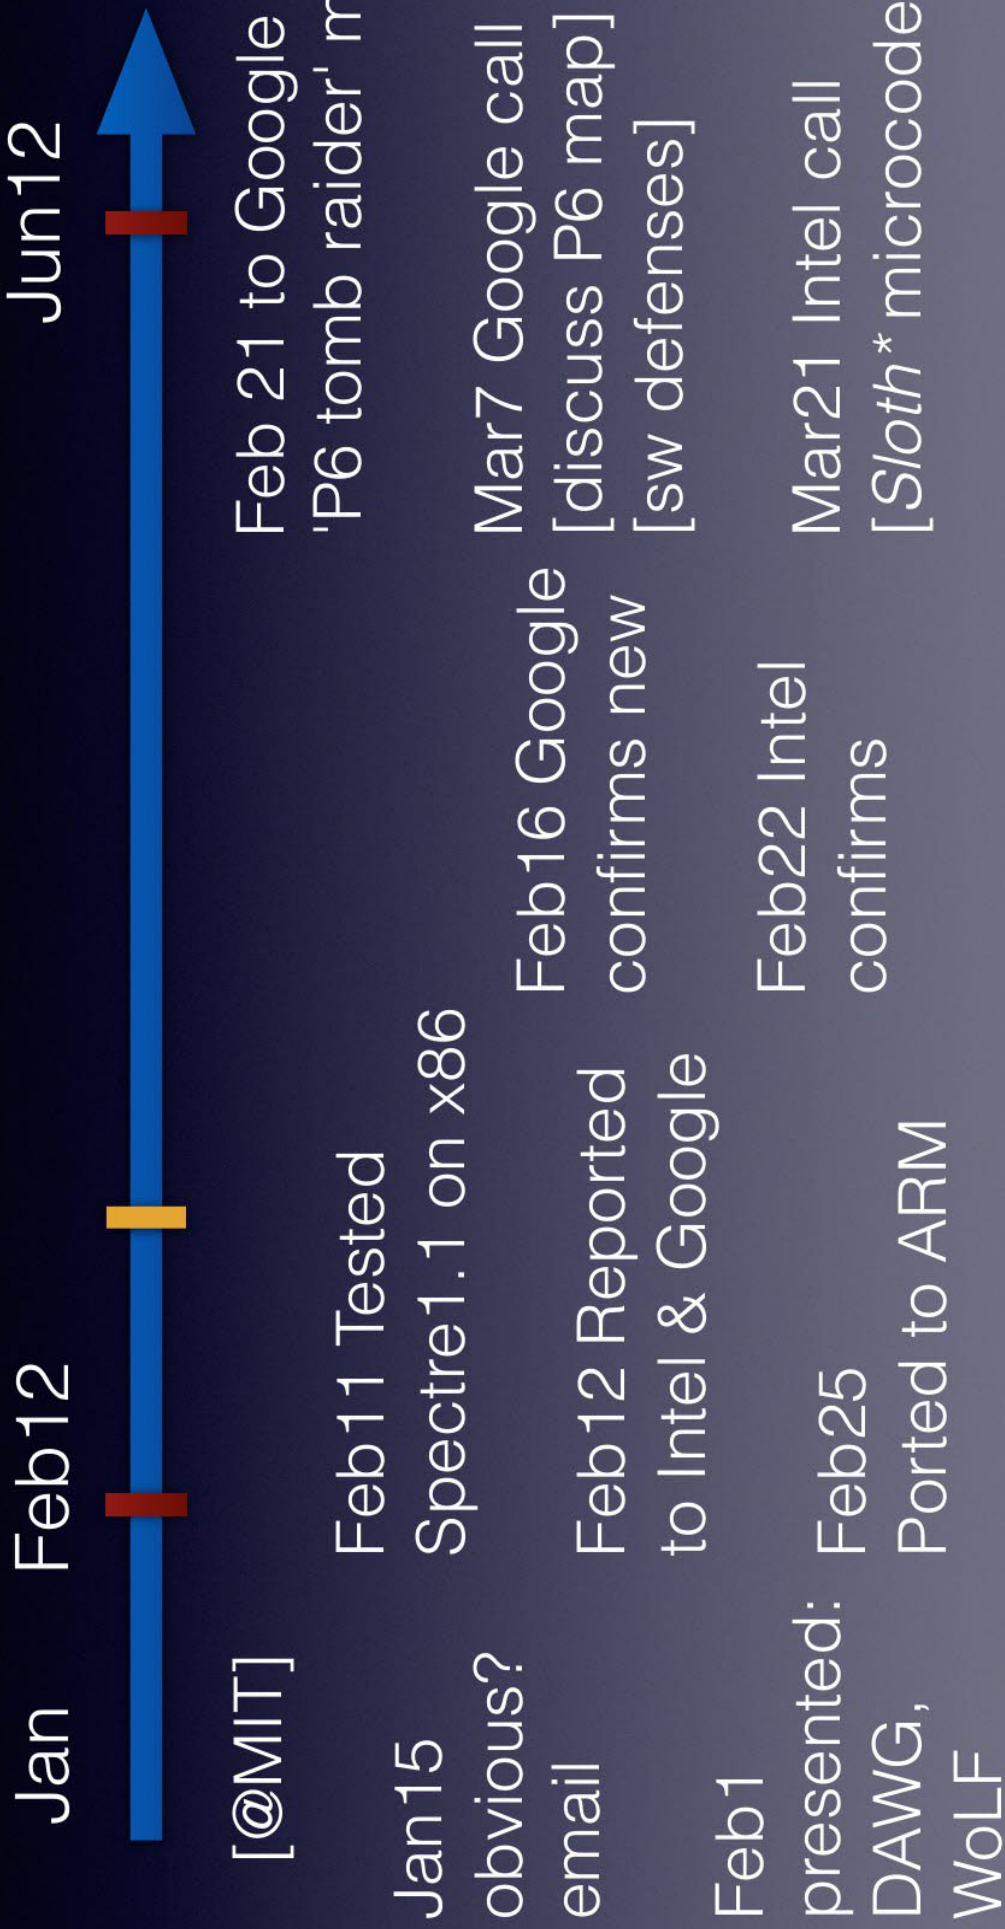 Jan
Feb12
Jun12
[@MIT]
Jan15
obvious?
email
Feb1
presented:
DAWG,
WoLF
Feb11 Tested
Spectre1.1 on x86
Feb12 Reported
to Intel & Google
Feb25
Ported to ARM
Feb16 Google
confirms new
Feb22 Intel
confirms
Feb 21 to Google
'P6 tomb raider'
Mar7 Google call
[discuss P6 map]
[sw defenses]
Mar21 Intel call
[Sloth* microcode